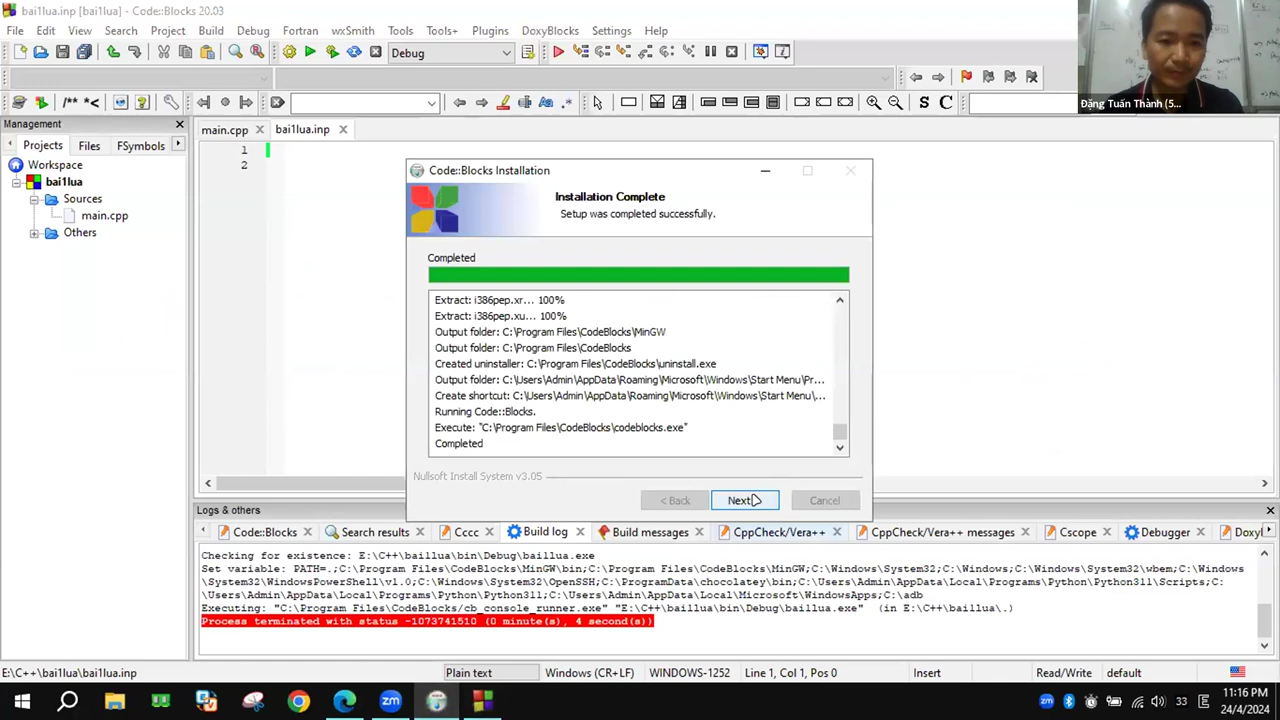 bai1lua.inp [bai1lua] - Code::Blocks 20.03
File Edit View Search Project Build Debug Fortran wxSmith Tools Tools+ Plugins DoxyBlocks Settings Help
Debug
/** *<
Aa
.*
S C
Đặng Tuấn Thành (5...
Management
Projects Files FSymbols
main.cpp
bai1lua.inp
1
2
Workspace
bai1lua
Sources
main.cpp
Others
Code::Blocks Installation
Installation Complete
Setup was completed successfully.
Completed
Extract: i386pep.xr... 100%
Extract: i386pep.xu... 100%
Output folder: C:\Program Files\CodeBlocks\MinGW
Output folder: C:\Program Files\CodeBlocks
Created uninstaller: C:\Program Files\CodeBlocks\uninstall.exe
Output folder: C:\Users\Admin\AppData\Roaming\Microsoft\Windows\Start Menu\Pr...
Create shortcut: C:\Users\Admin\AppData\Roaming\Microsoft\Windows\Start Menu\...
Running Code::Blocks.
Execute: "C:\Program Files\CodeBlocks\codeblocks.exe"
Completed
Nullsoft Install System v3.05
< Back
Next
Cancel
Logs & others
Code::Blocks Search results Cccc Build log Build messages CppCheck/Vera++ CppCheck/Vera++ messages Cscope Debugger Doxyl
Checking for existence: E:\C++\bai1lua\bin\Debug\bai1lua.exe
Set variable: PATH=.;C:\Program Files\CodeBlocks\MinGW\bin;C:\Program Files\CodeBlocks\MinGW;C:\Windows\System32;C:\Windows;C:\Windows\System32\wbem;C:\Windows
\System32\WindowsPowerShell\v1.0;C:\Windows\System32\OpenSSH;C:\ProgramData\chocolatey\bin;C:\Users\Admin\AppData\Local\Programs\Python\Python311\Scripts;C:
\Users\Admin\AppData\Local\Programs\Python\Python311;C:\Users\Admin\AppData\Local\Microsoft\WindowsApps;C:\adb
Executing: "C:\Program Files\CodeBlocks/cb_console_runner.exe" "E:\C++\bai1lua\bin\Debug\bai1lua.exe" (in E:\C++\bai1lua\.)
Process terminated with status -1073741510 (0 minute(s), 4 second(s))
E:\C++\bai1lua\bai1lua.inp Plain text Windows (CR+LF) WINDOWS-1252 Line 1, Col 1, Pos 0 Insert Read/Write default
zm
zm
33
E
11:16 PM
24/4/2024